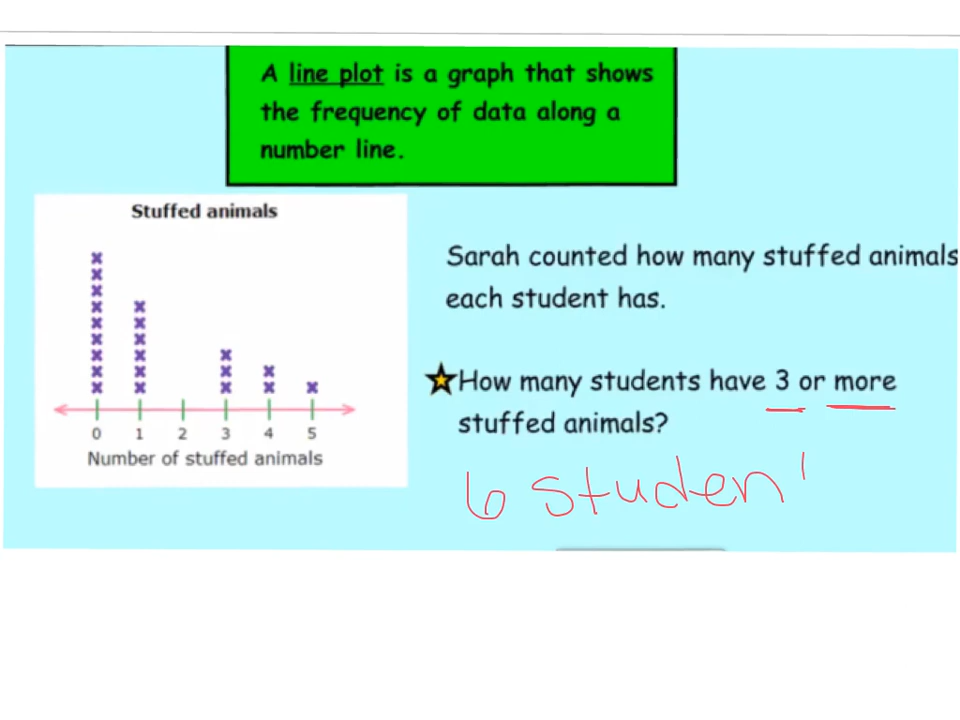 A line plot is a graph that shows
the frequency of data along a
number line.
Stuffed animals
0 1 2 3 4 5
Number of stuffed animals
Sarah counted how many stuffed animals
each student has.
How many students have 3 or more
stuffed animals?
6 studen